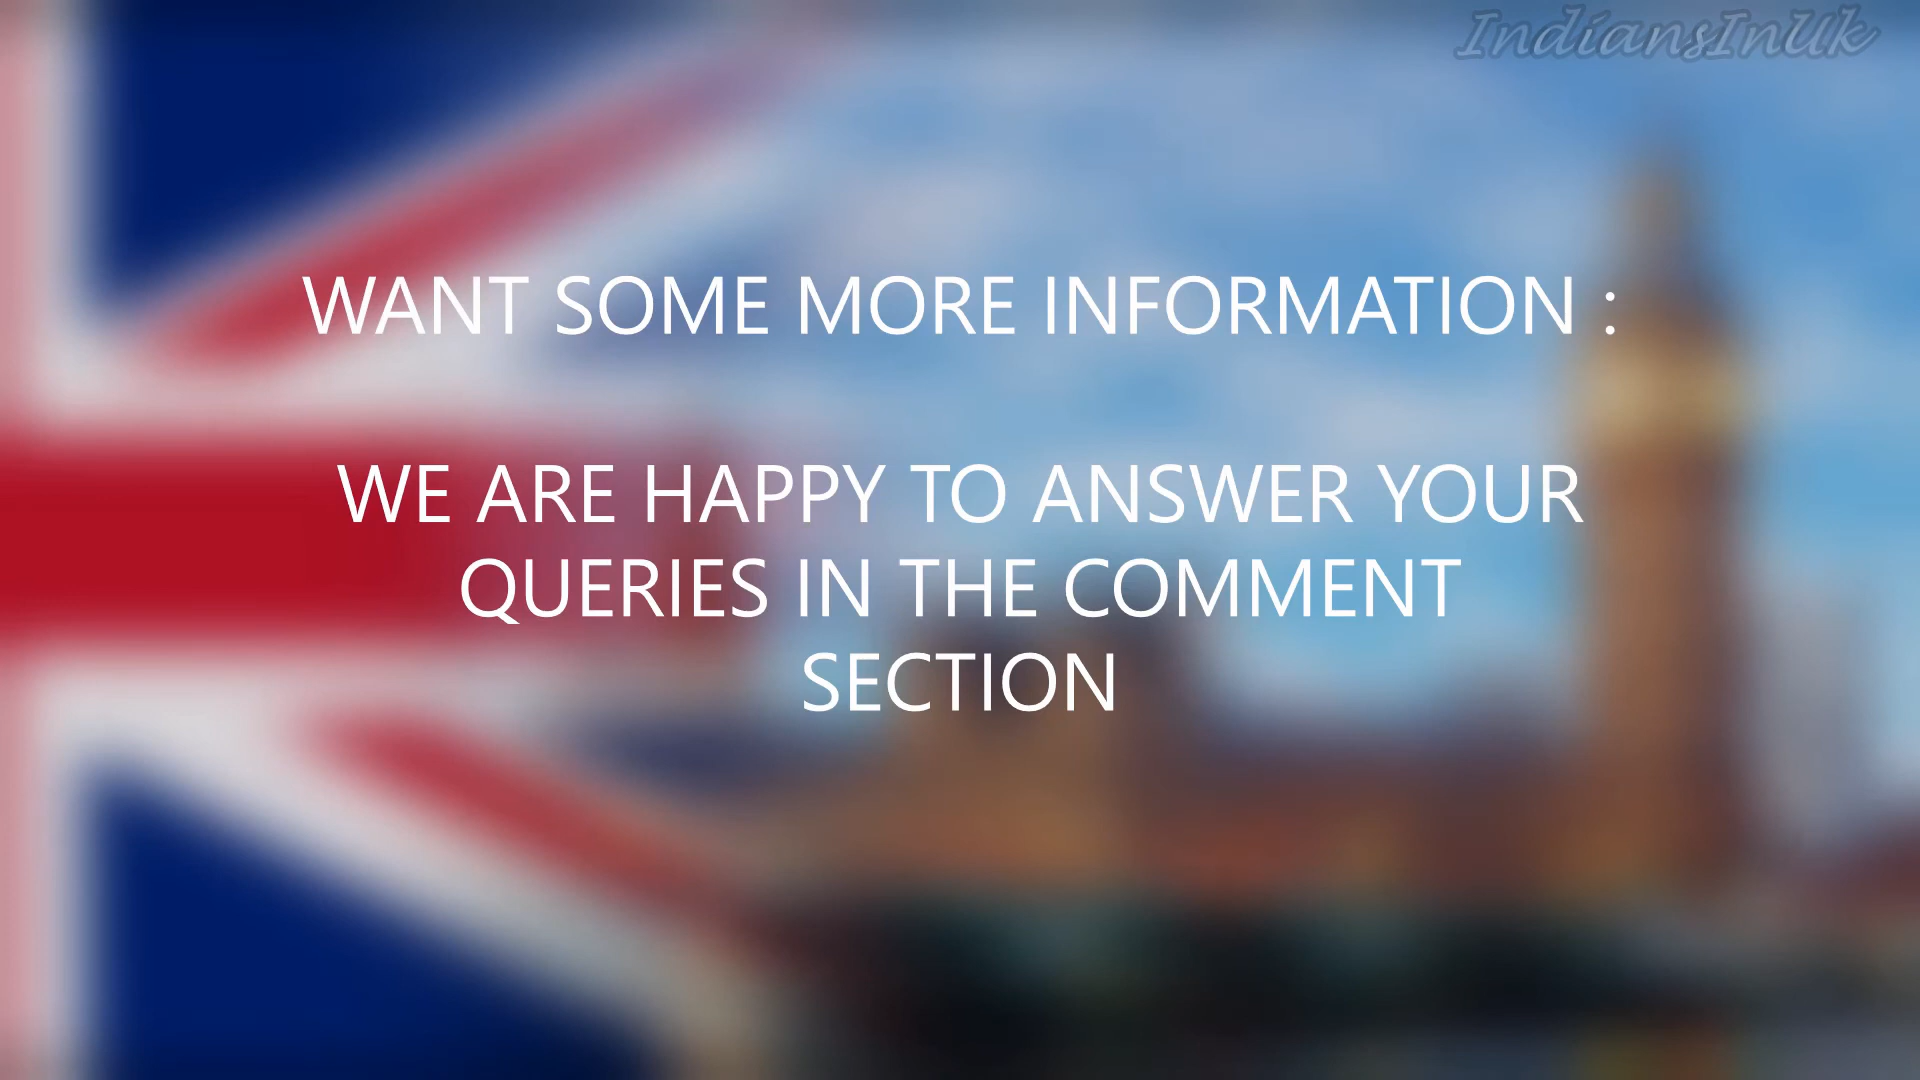 IndiansInUk
WANT SOME MORE INFORMATION :
WE ARE HAPPY TO ANSWER YOUR
QUERIES IN THE COMMENT
SECTION